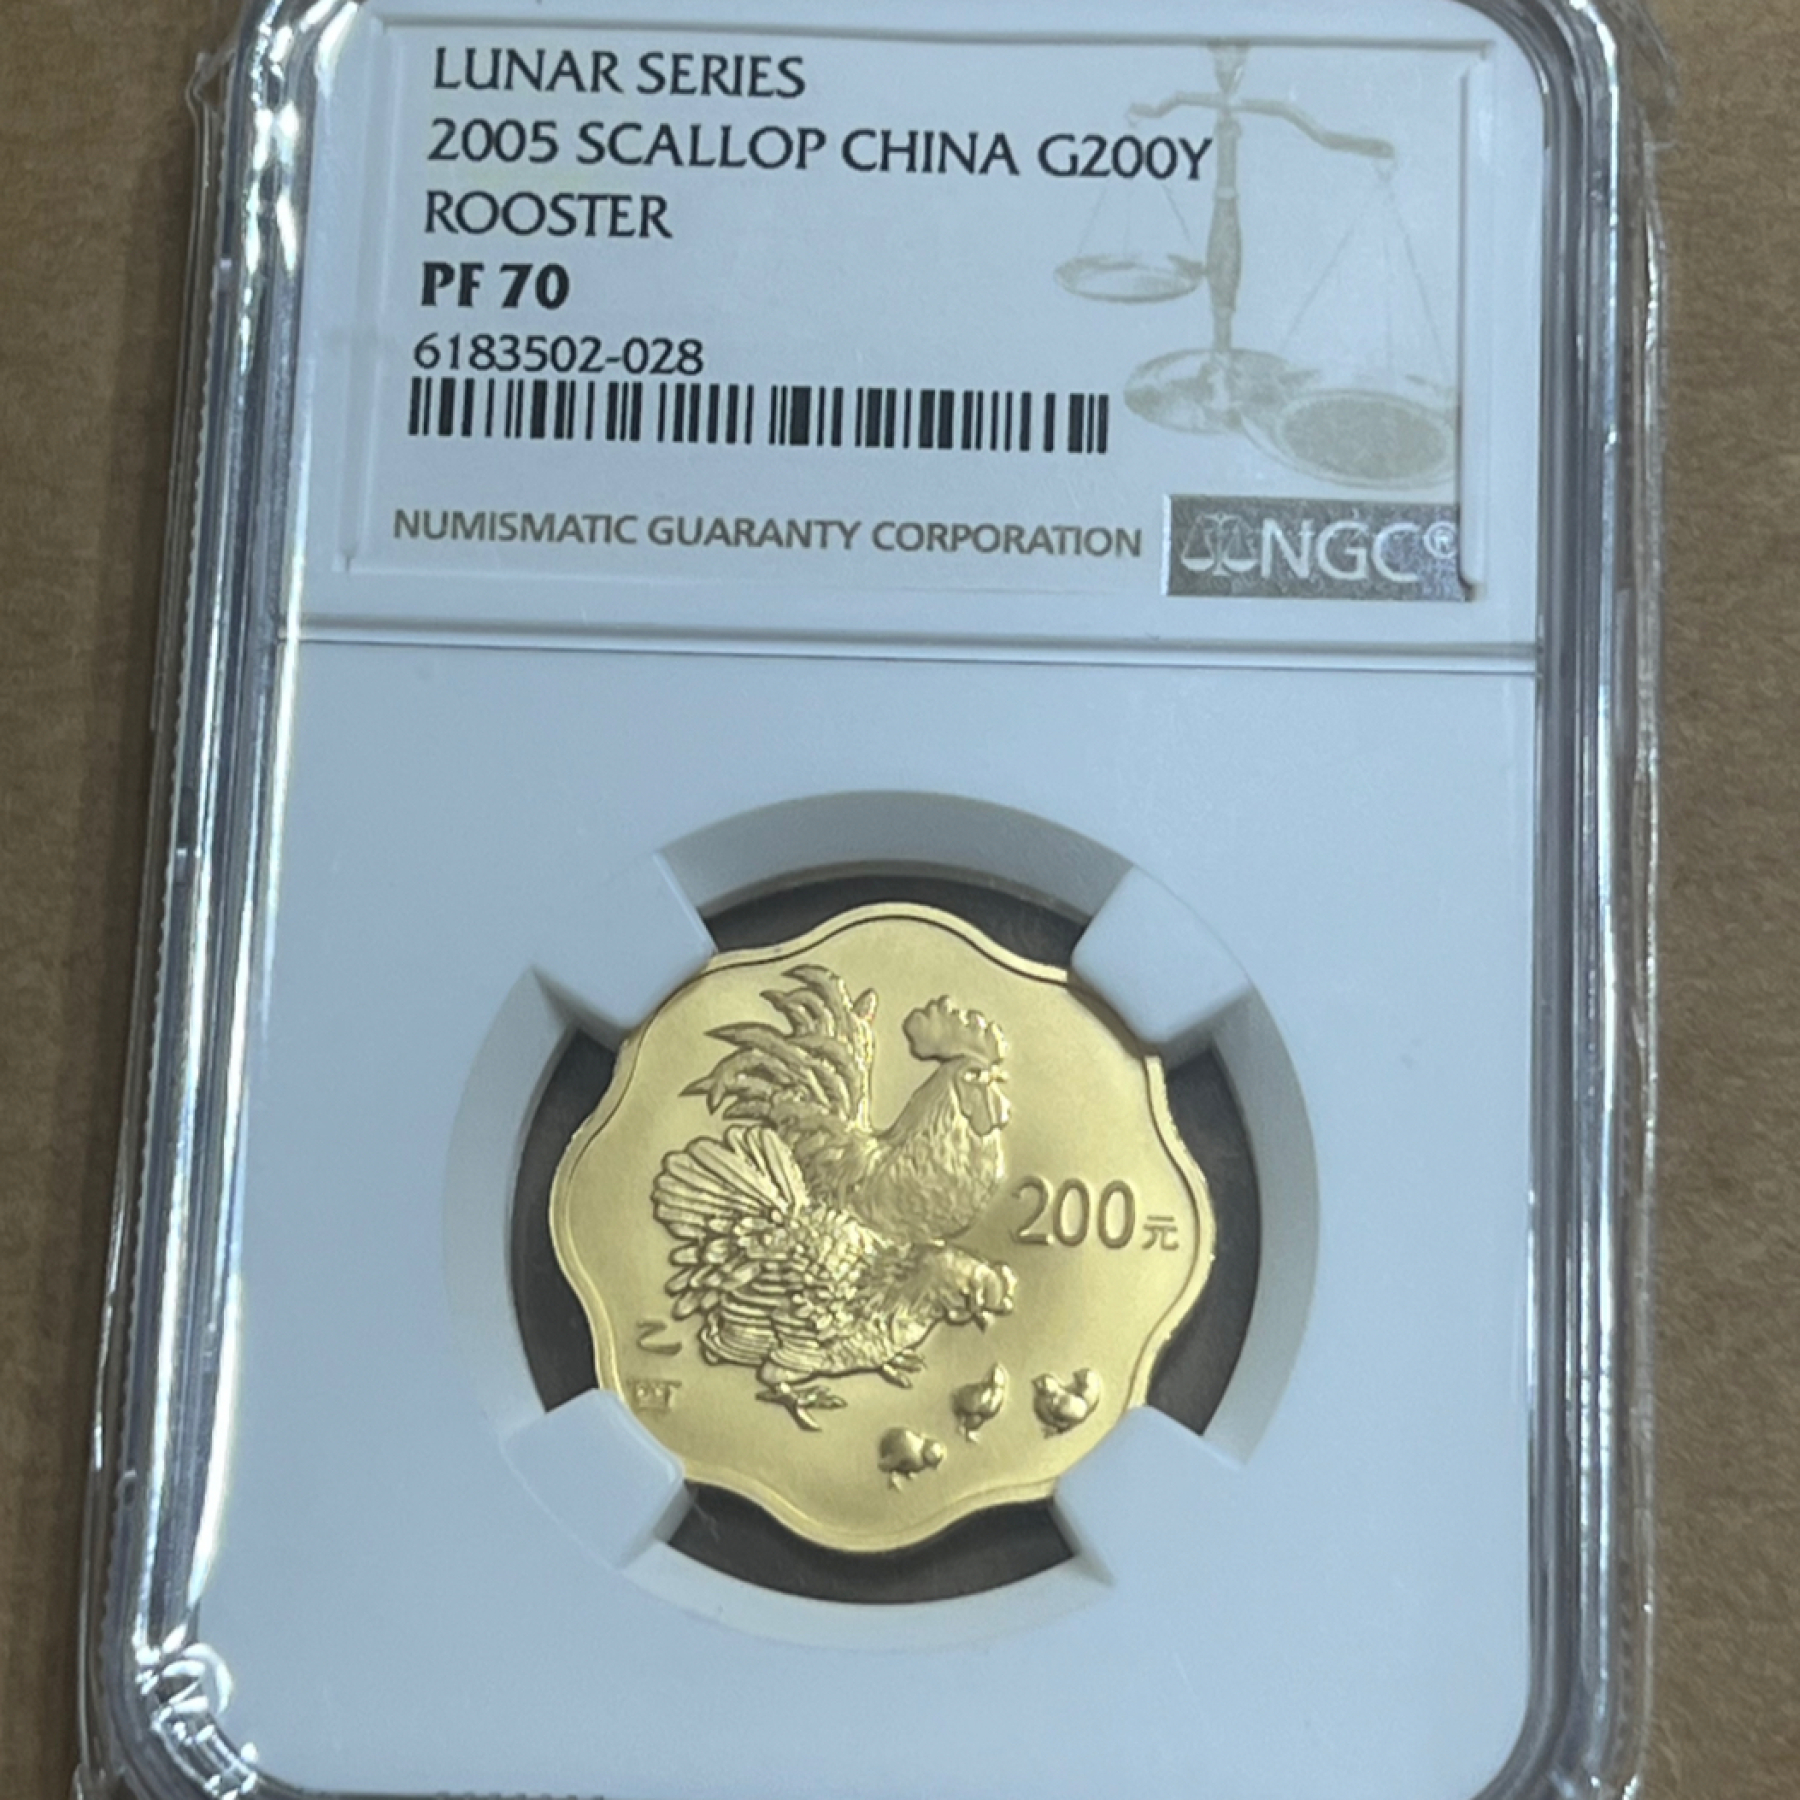 LUNAR SERIES
2005 SCALLOP CHINA G200Y
ROOSTER
PF 70
6183502-028
NUMISMATIC GUARANTY CORPORATION
NGC®
200元
乙
酉